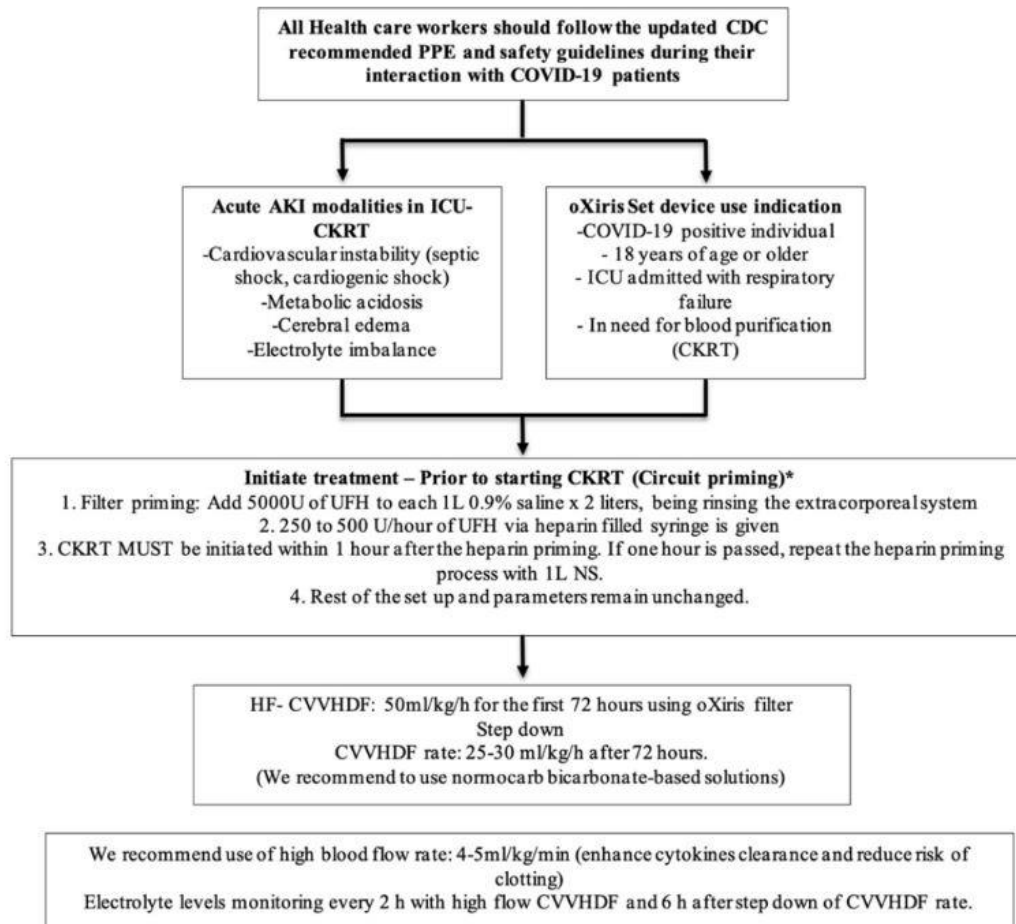 All Health care workers should follow the updated CDC
recommended PPE and safety guidelines during their
interaction with COVID-19 patients
Acute AKI modalities in ICU-
CKRT
-Cardiovascular instability (septic
shock, cardiogenic shock)
-Metabolic acidosis
-Cerebral edema
-Electrolyte imbalance
oXiris Set device use indication
-COVID-19 positive individual
- 18 years of age or older
- ICU admitted with respiratory
failure
- In need for blood purification
(CKRT)
Initiate treatment – Prior to starting CKRT (Circuit priming)*
1. Filter priming: Add 5000U of UFH to each 1L 0.9% saline x 2 liters, being rinsing the extracorporeal system
2. 250 to 500 U/hour of UFH via heparin filled syringe is given
3. CKRT MUST be initiated within 1 hour after the heparin priming. If one hour is passed, repeat the heparin priming
process with 1L NS.
4. Rest of the set up and parameters remain unchanged.
HF- CVVHDF: 50ml/kg/h for the first 72 hours using oXiris filter
Step down
CVVHDF rate: 25-30 ml/kg/h after 72 hours.
(We recommend to use normocarb bicarbonate-based solutions)
We recommend use of high blood flow rate: 4-5ml/kg/min (enhance cytokines clearance and reduce risk of
clotting)
Electrolyte levels monitoring every 2 h with high flow CVVHDF and 6 h after step down of CVVHDF rate.